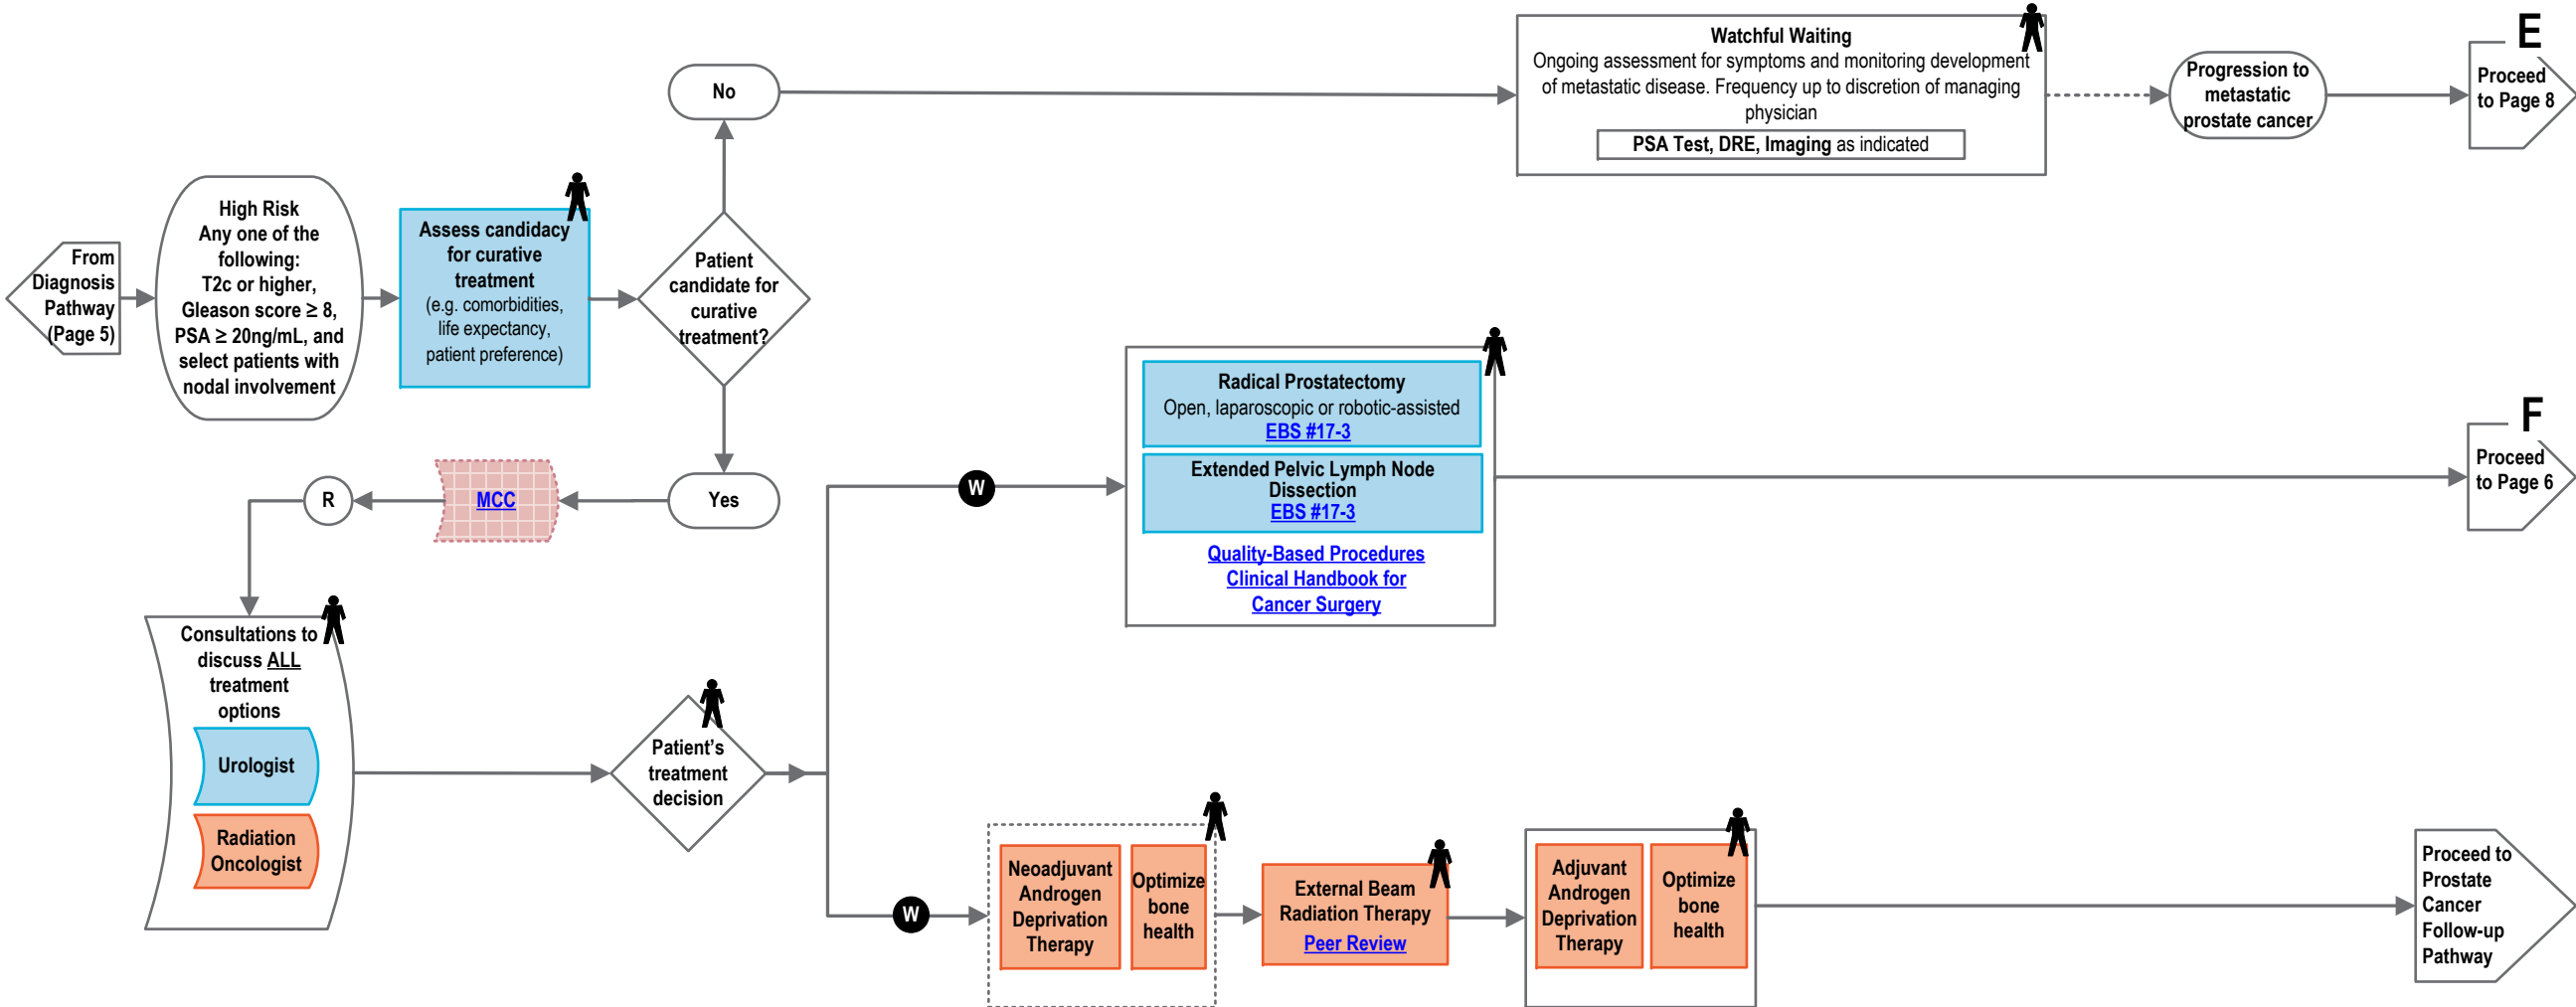 From
Diagnosis
Pathway
(Page 5)
High Risk
Any one of the
following:
T2c or higher,
Gleason score ≥ 8,
PSA ≥ 20ng/mL, and
select patients with
nodal involvement
Assess candidacy
for curative
treatment
(e.g. comorbidities,
life expectancy,
patient preference)
Patient
candidate for
curative
treatment?
No
Watchful Waiting
Ongoing assessment for symptoms and monitoring development
of metastatic disease. Frequency up to discretion of managing
physician
PSA Test, DRE, Imaging as indicated
Progression to
metastatic
prostate cancer
E
Proceed
to Page 8
Yes
MCC
R
Consultations to
discuss ALL
treatment
options
Urologist
Radiation
Oncologist
Patient's
treatment
decision
W
Radical Prostatectomy
Open, laparoscopic or robotic-assisted
EBS #17-3
Extended Pelvic Lymph Node
Dissection
EBS #17-3
Quality-Based Procedures
Clinical Handbook for
Cancer Surgery
F
Proceed
to Page 6
W
Neoadjuvant
Androgen
Deprivation
Therapy
Optimize
bone
health
External Beam
Radiation Therapy
Peer Review
Adjuvant
Androgen
Deprivation
Therapy
Optimize
bone
health
Proceed to
Prostate
Cancer
Follow-up
Pathway